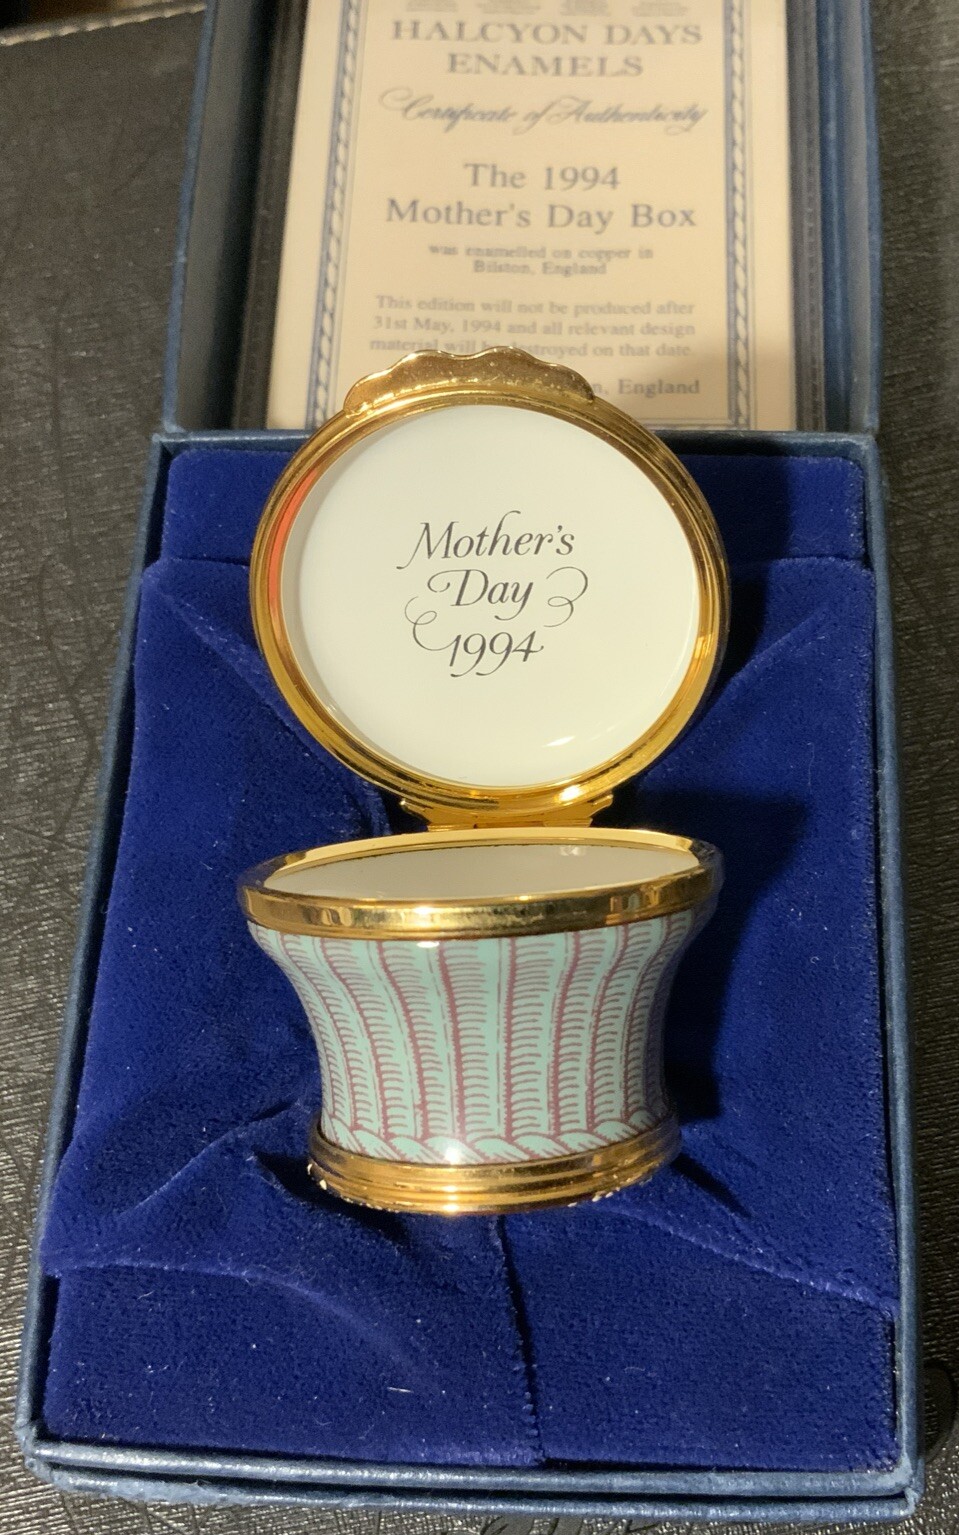 HALCYON DAYS
ENAMELS
Certificate of Authenticity
The 1994
Mother's Day Box
was enamelled on copper in
Bilston, England
This edition will not be produced after
31st May, 1994 and all relevant design
material will be destroyed on that date.
England
Mother's
Day
1994